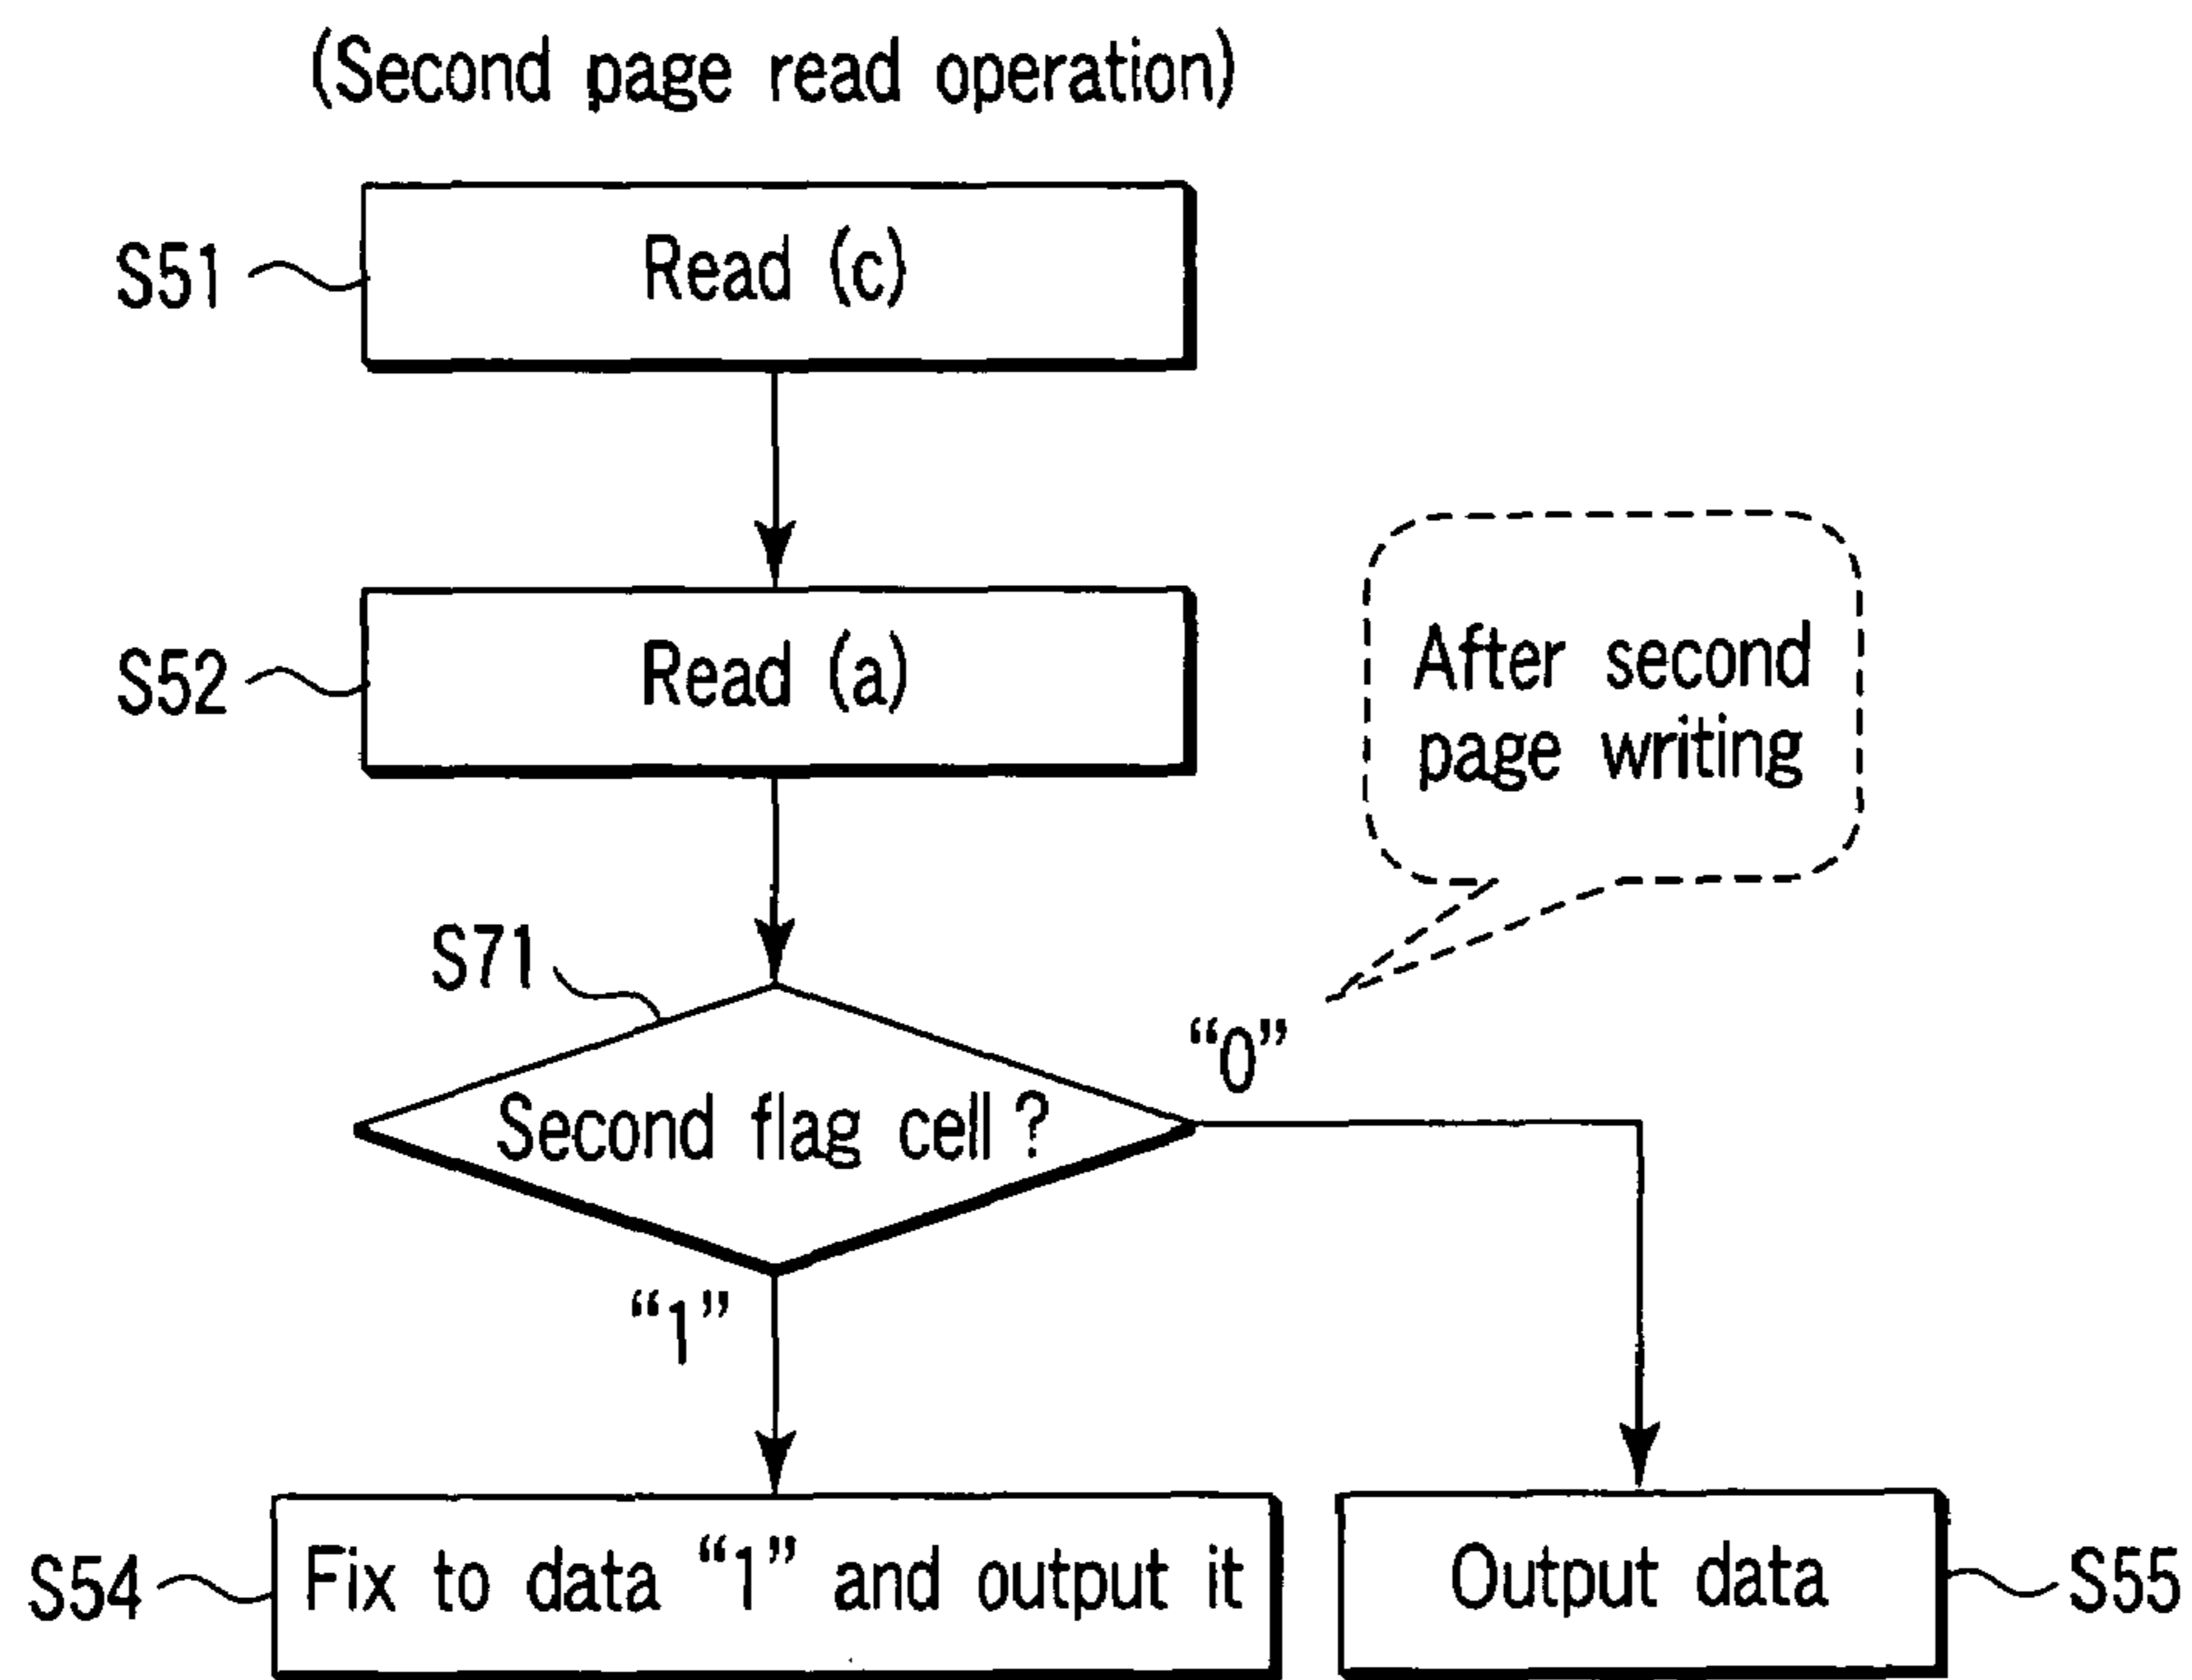 (Second page read operation)
S51
Read (c)
S52
Read (a)
After second
page writing
S71
“0”
Second flag cell ?
“1”
S54
Fix to data “1” and output it
Output data
S55